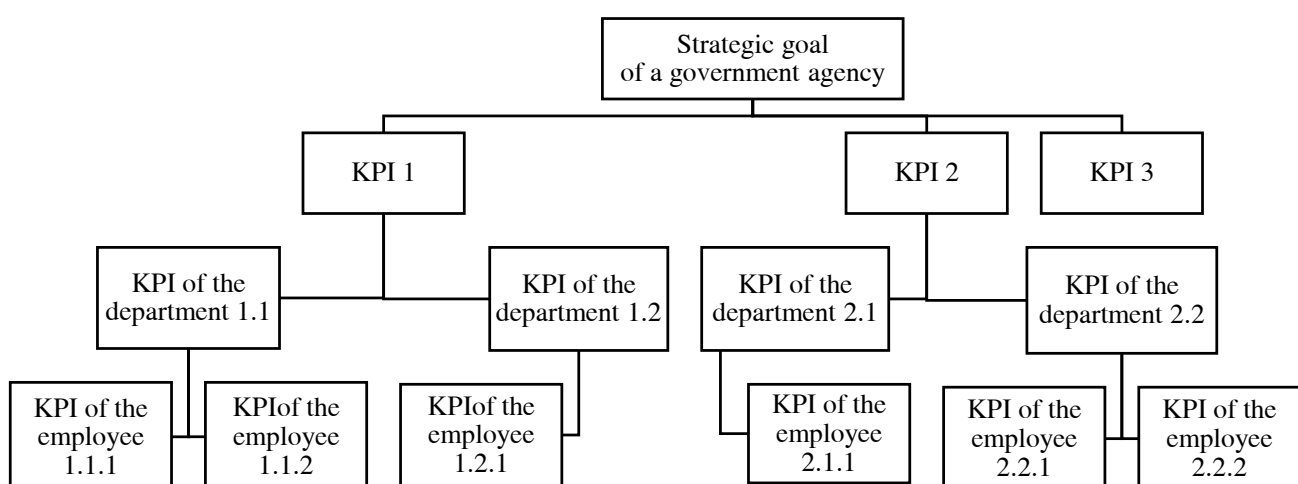 Strategic goal
of a government agency
KPI 1
KPI 2
KPI 3
KPI of the
department 1.1
KPI of the
department 1.2
KPI of the
department 2.1
KPI of the
department 2.2
KPI of the
employee
1.1.1
KPIof the
employee
1.1.2
KPIof the
employee
1.2.1
KPI of the
employee
2.1.1
KPI of the
employee
2.2.1
KPI of the
employee
2.2.2